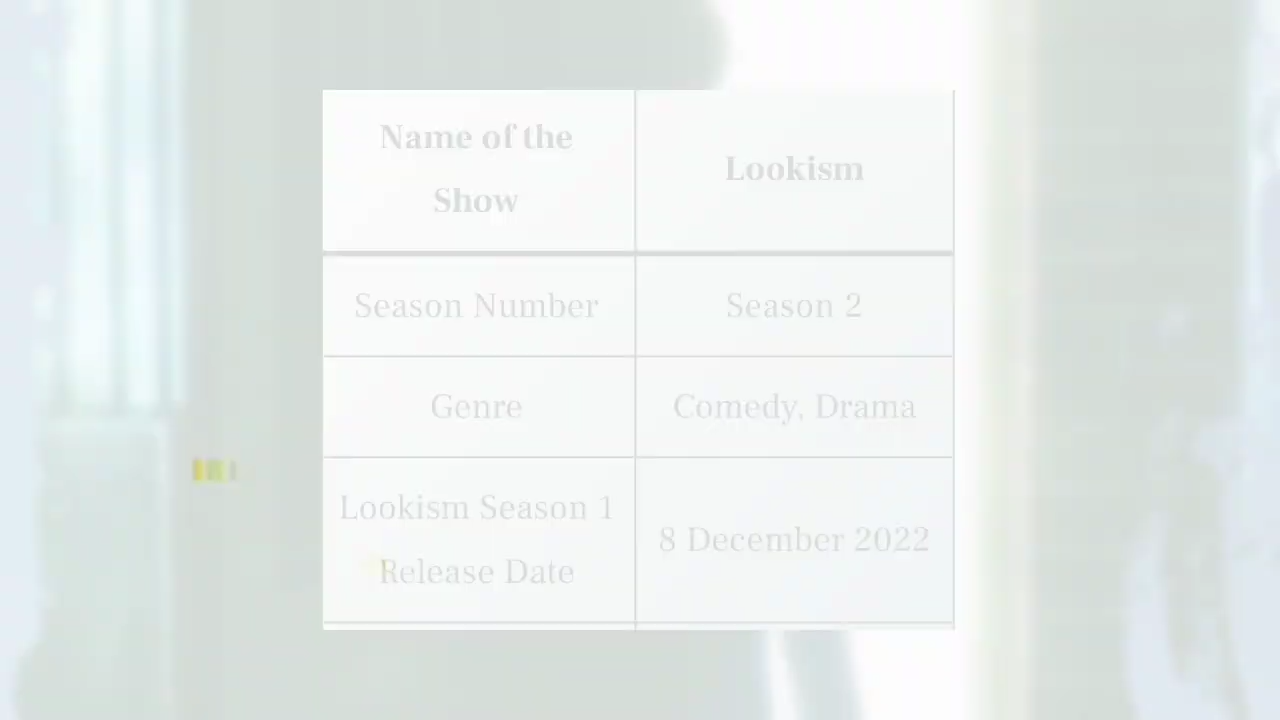 Name of the
Show
Lookism
Season Number
Season 2
Genre
Comedy, Drama
Lookism Season 1
Release Date
8 December 2022